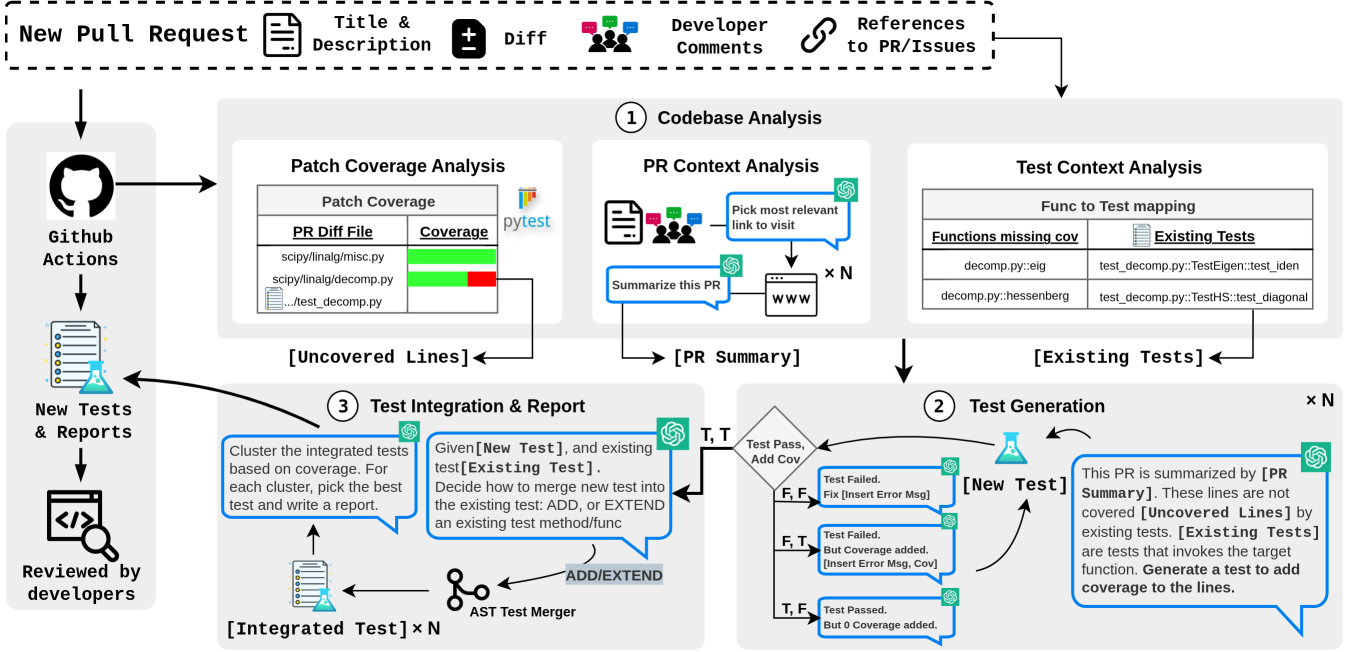 New Pull Request
Title &
Description
Diff
Developer
Comments
References
to PR/Issues
Github
Actions
New Tests
& Reports
Reviewed by
developers
1 Codebase Analysis
Patch Coverage Analysis
Patch Coverage
PR Diff File Coverage
scipy/linalg/misc.py
scipy/linalg/decomp.py
.../test_decomp.py
pytest
PR Context Analysis
Pick most relevant
link to visit
Summarize this PR
WWW
× N
Test Context Analysis
Func to Test mapping
Functions missing cov Existing Tests
decomp.py::eig test_decomp.py::TestEigen::test_iden
decomp.py::hessenberg test_decomp.py::TestHS::test_diagonal
[Uncovered Lines]
[PR Summary]
[Existing Tests]
2 Test Generation
× N
This PR is summarized by [PR
Summary]. These lines are not
covered [Uncovered Lines] by
existing tests. [Existing Tests]
are tests that invokes the target
function. Generate a test to add
coverage to the lines.
[New Test]
Test Pass,
Add Cov
T, T
F, F
Test Failed.
Fix [Insert Error Msg]
F, T
Test Failed.
But Coverage added.
[Insert Error Msg, Cov]
T, F
Test Passed.
But 0 Coverage added.
3 Test Integration & Report
Given[New Test], and existing
test[Existing Test].
Decide how to merge new test into
the existing test: ADD, or EXTEND
an existing test method/func
ADD/EXTEND
AST Test Merger
[Integrated Test] × N
Cluster the integrated tests
based on coverage. For
each cluster, pick the best
test and write a report.